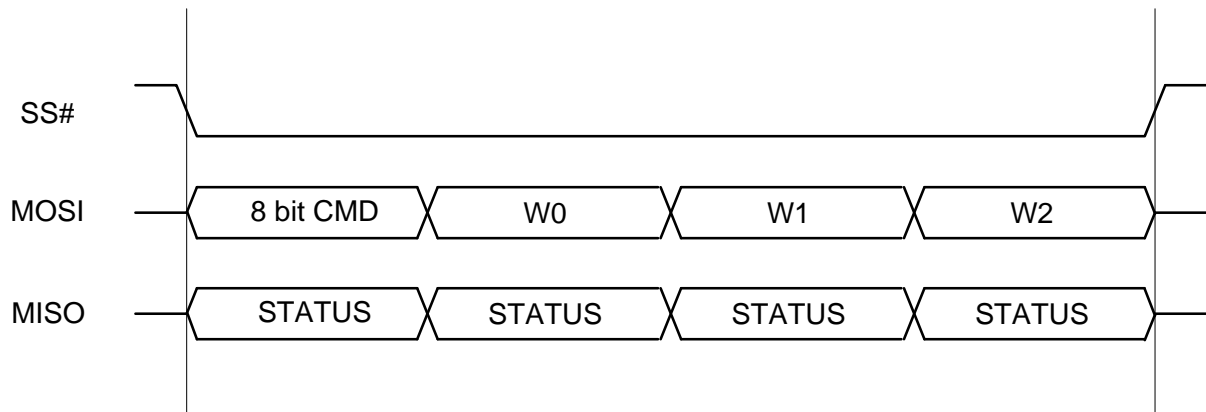 SS#
MOSI 8 bit CMD W0 W1 W2
MISO STATUS STATUS STATUS STATUS